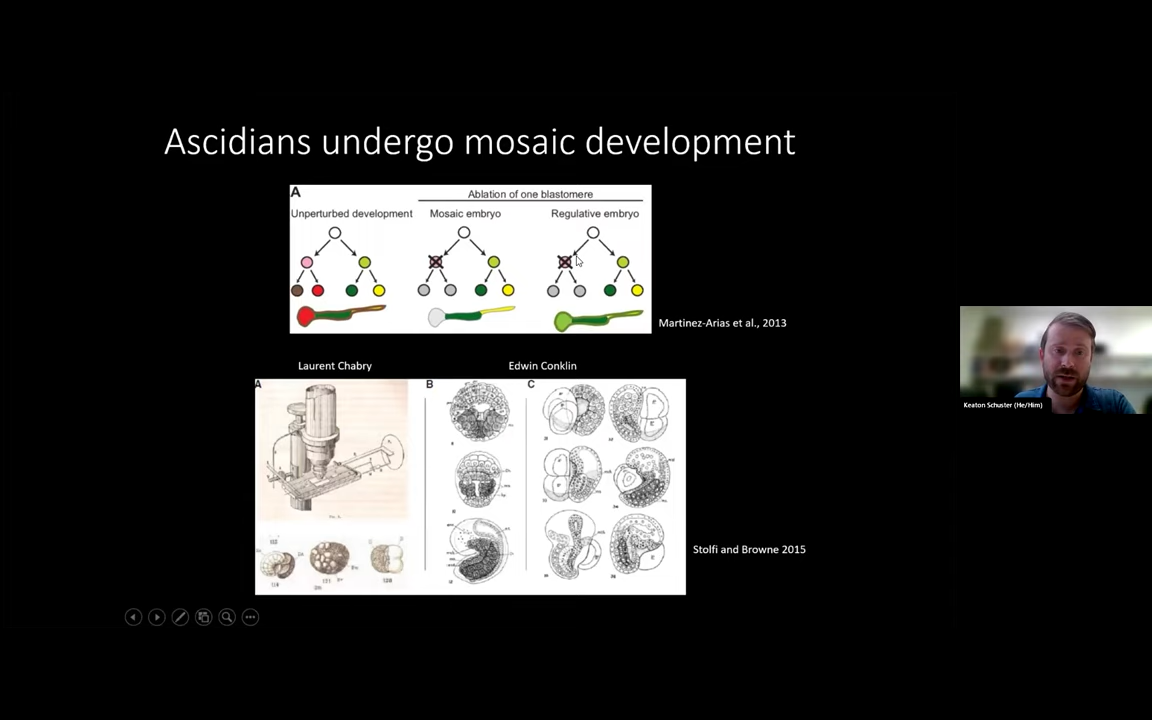 Ascidians undergo mosaic development
A
Ablation of one blastomere
Unperturbed development
Mosaic embryo
Regulative embryo
Martinez-Arias et al., 2013
Laurent Chabry
Edwin Conklin
A
B
C
Stolfi and Browne 2015
Keaton Schuster (He/Him)